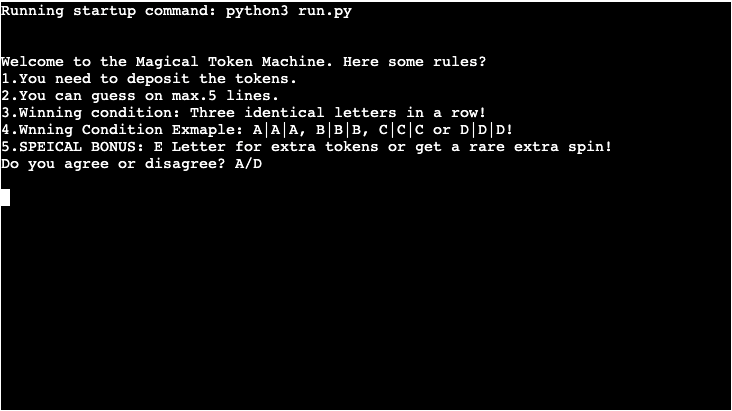 Running startup command: python3 run.py
Welcome to the Magical Token Machine. Here some rules?
1.You need to deposit the tokens.
2.You can guess on max.5 lines.
3.Winning condition: Three identical letters in a row!
4.Wnning Condition Exmaple: A|A|A, B|B|B, C|C|C or D|D|D!
5.SPEICAL BONUS: E Letter for extra tokens or get a rare extra spin!
Do you agree or disagree? A/D